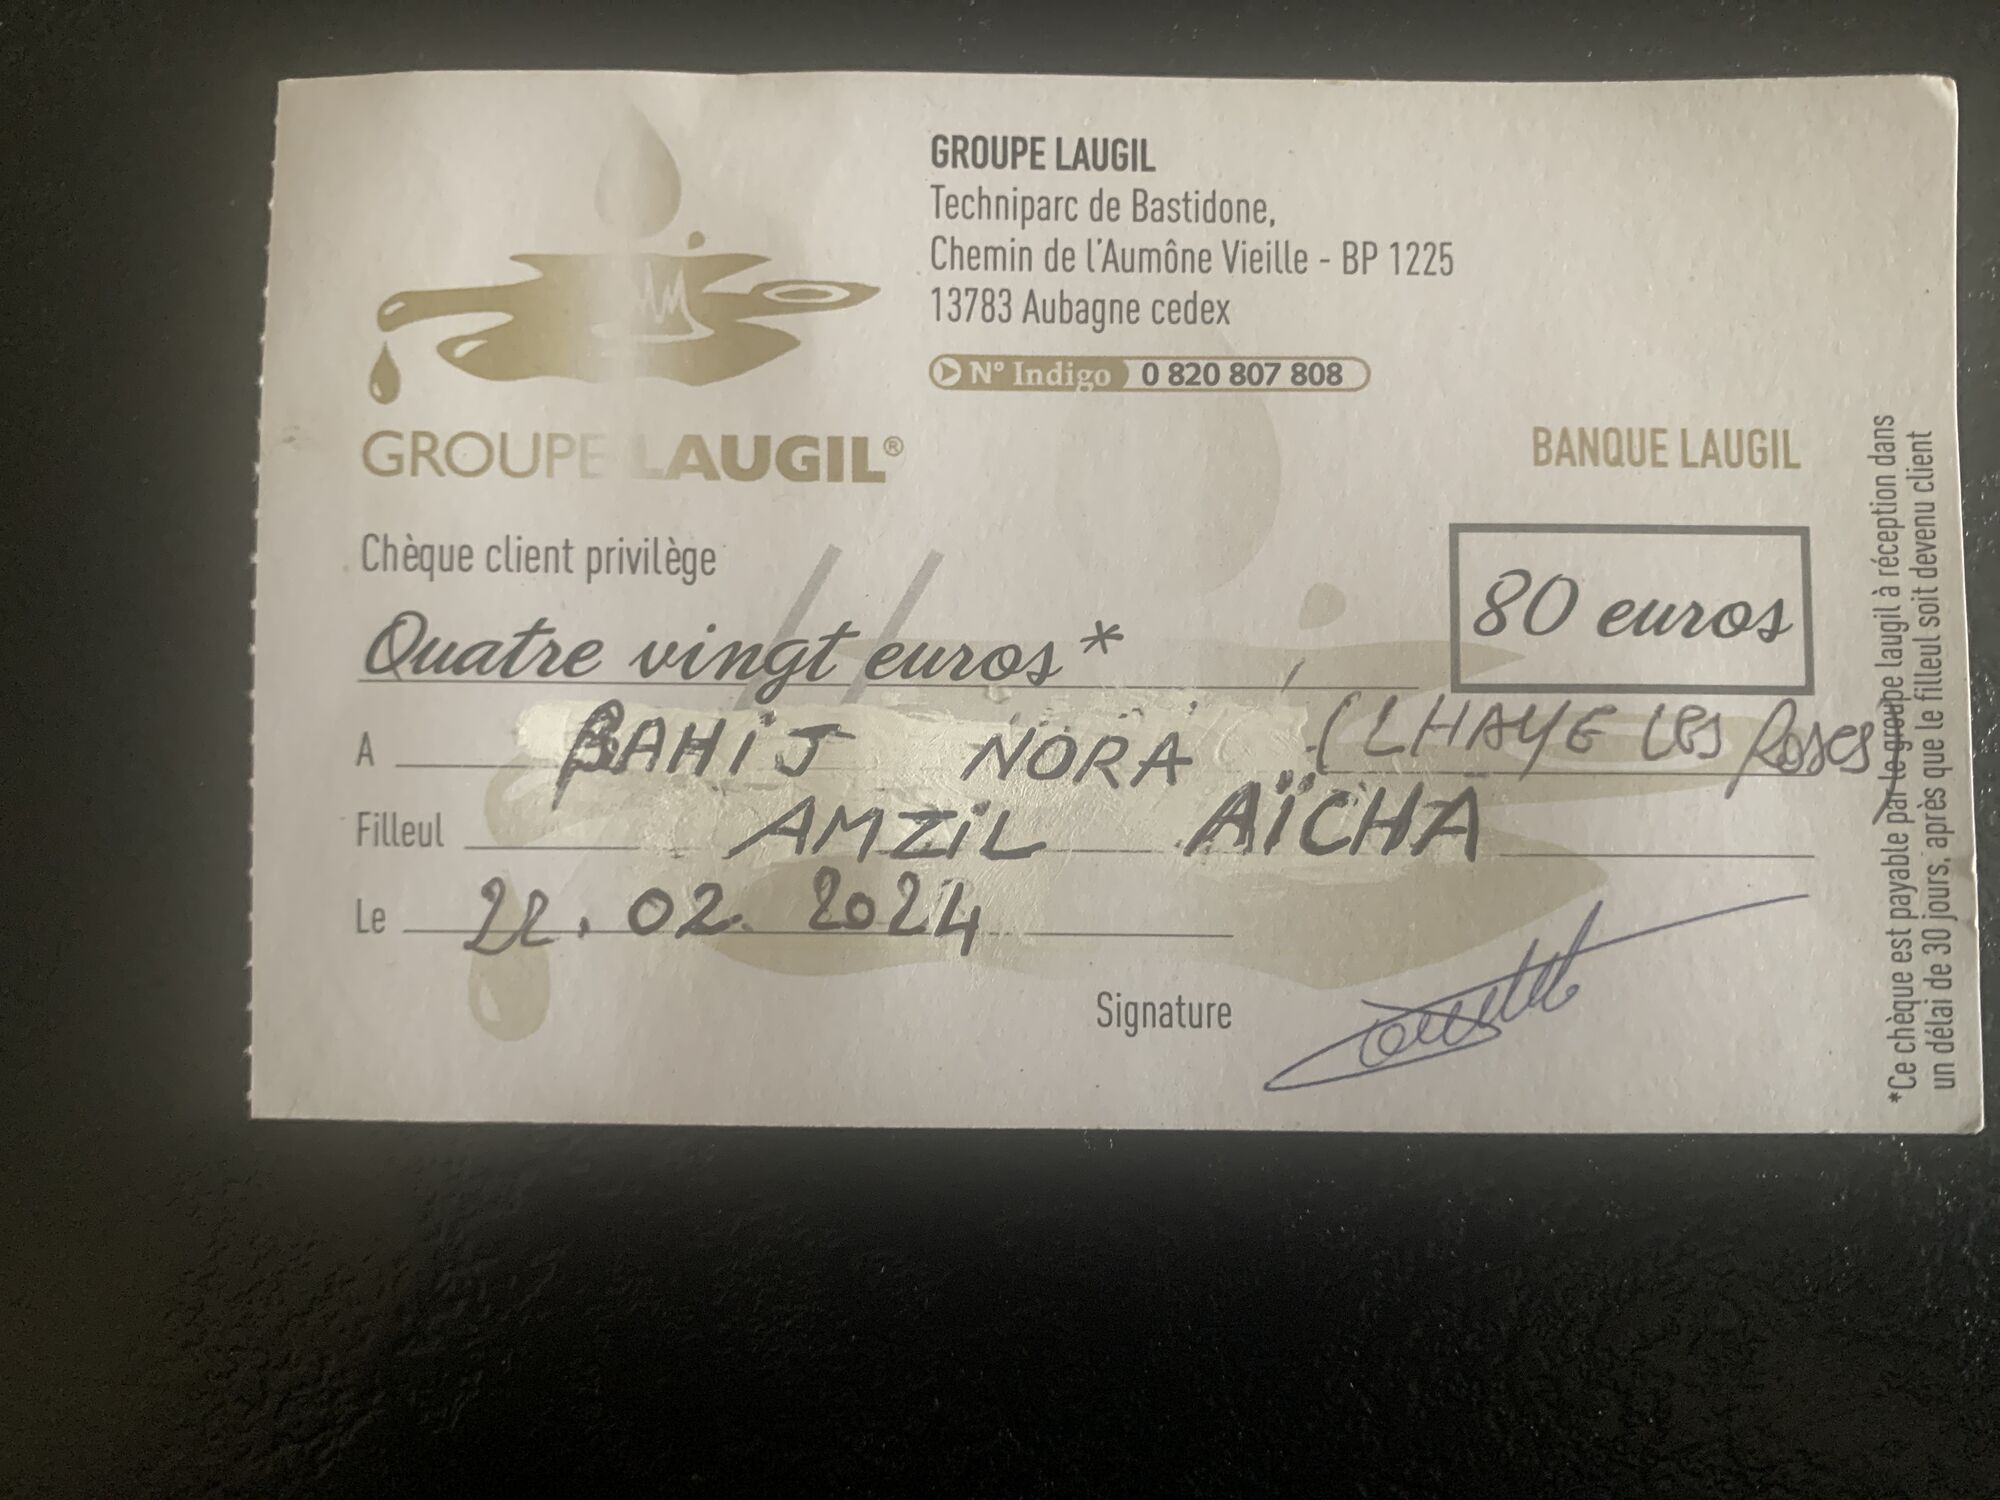 GROUPE LAUGIL
Techniparc de Bastidone,
Chemin de l'Aumône Vieille - BP 1225
13783 Aubagne cedex
N° Indigo 0 820 807 808
GROUPE LAUGIL®
BANQUE LAUGIL
Chèque client privilège
80 euros
Quatre vingt euros*
A BAHIJ NORA (LHAYE LES Roses)
Filleul AMZIL AÏCHA
Le 22.02.2024
Signature
*Ce chèque est payable par le groupe laugil à réception dans
un délai de 30 jours, après que le filleul soit devenu client